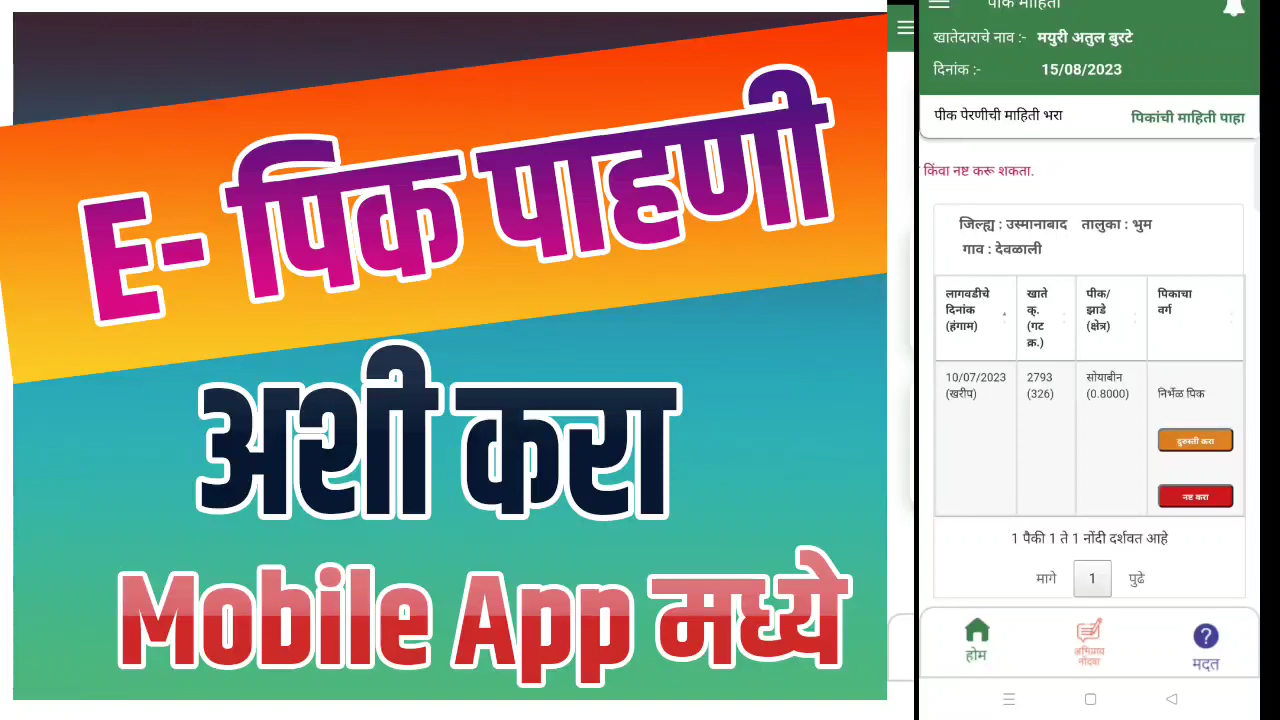 E- पिक पाहणी
अशी करा
Mobile App मध्ये
पीक माहिती
खातेदाराचे नाव :- मयुरी अतुल बुरटे
दिनांक :- 15/08/2023
पीक पेरणीची माहिती भरा पिकांची माहिती पाहा
किंवा नष्ट करू शकता.
जिल्ह्य : उस्मानाबाद तालुका : भुम
गाव : देवळाली
लागवडीचे दिनांक (हंगाम)
खाते क्. (गट क्र.)
पीक/ झाडे (क्षेत्र)
पिकाचा वर्ग
10/07/2023 (खरीप)
2793 (326)
सोयाबीन (0.8000)
निर्भेळ पिक
दुरुस्ती करा
नष्ट करा
1 पैकी 1 ते 1 नोंदी दर्शवत आहे
मागे 1 पुढे
होम
अभिप्राय नोंदवा
मदत